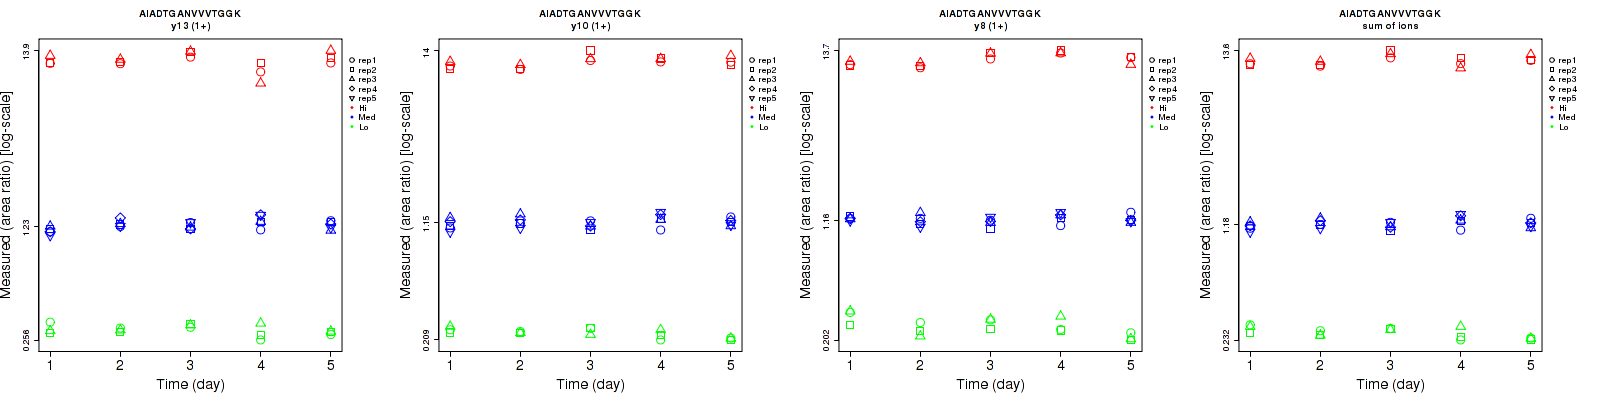 AIADTGANVVVTGGK
y13 (1+)
Measured (area ratio) [log-scale]
13.9
1.23
0.256
1 2 3 4 5
Time (day)
rep1
rep2
rep3
rep4
rep5
Hi
Med
Lo
AIADTGANVVVTGGK
y10 (1+)
Measured (area ratio) [log-scale]
14
1.15
0.209
1 2 3 4 5
Time (day)
rep1
rep2
rep3
rep4
rep5
Hi
Med
Lo
AIADTGANVVVTGGK
y8 (1+)
Measured (area ratio) [log-scale]
13.7
1.16
0.202
1 2 3 4 5
Time (day)
rep1
rep2
rep3
rep4
rep5
Hi
Med
Lo
AIADTGANVVVTGGK
sum of ions
Measured (area ratio) [log-scale]
13.6
1.18
0.232
1 2 3 4 5
Time (day)
rep1
rep2
rep3
rep4
rep5
Hi
Med
Lo